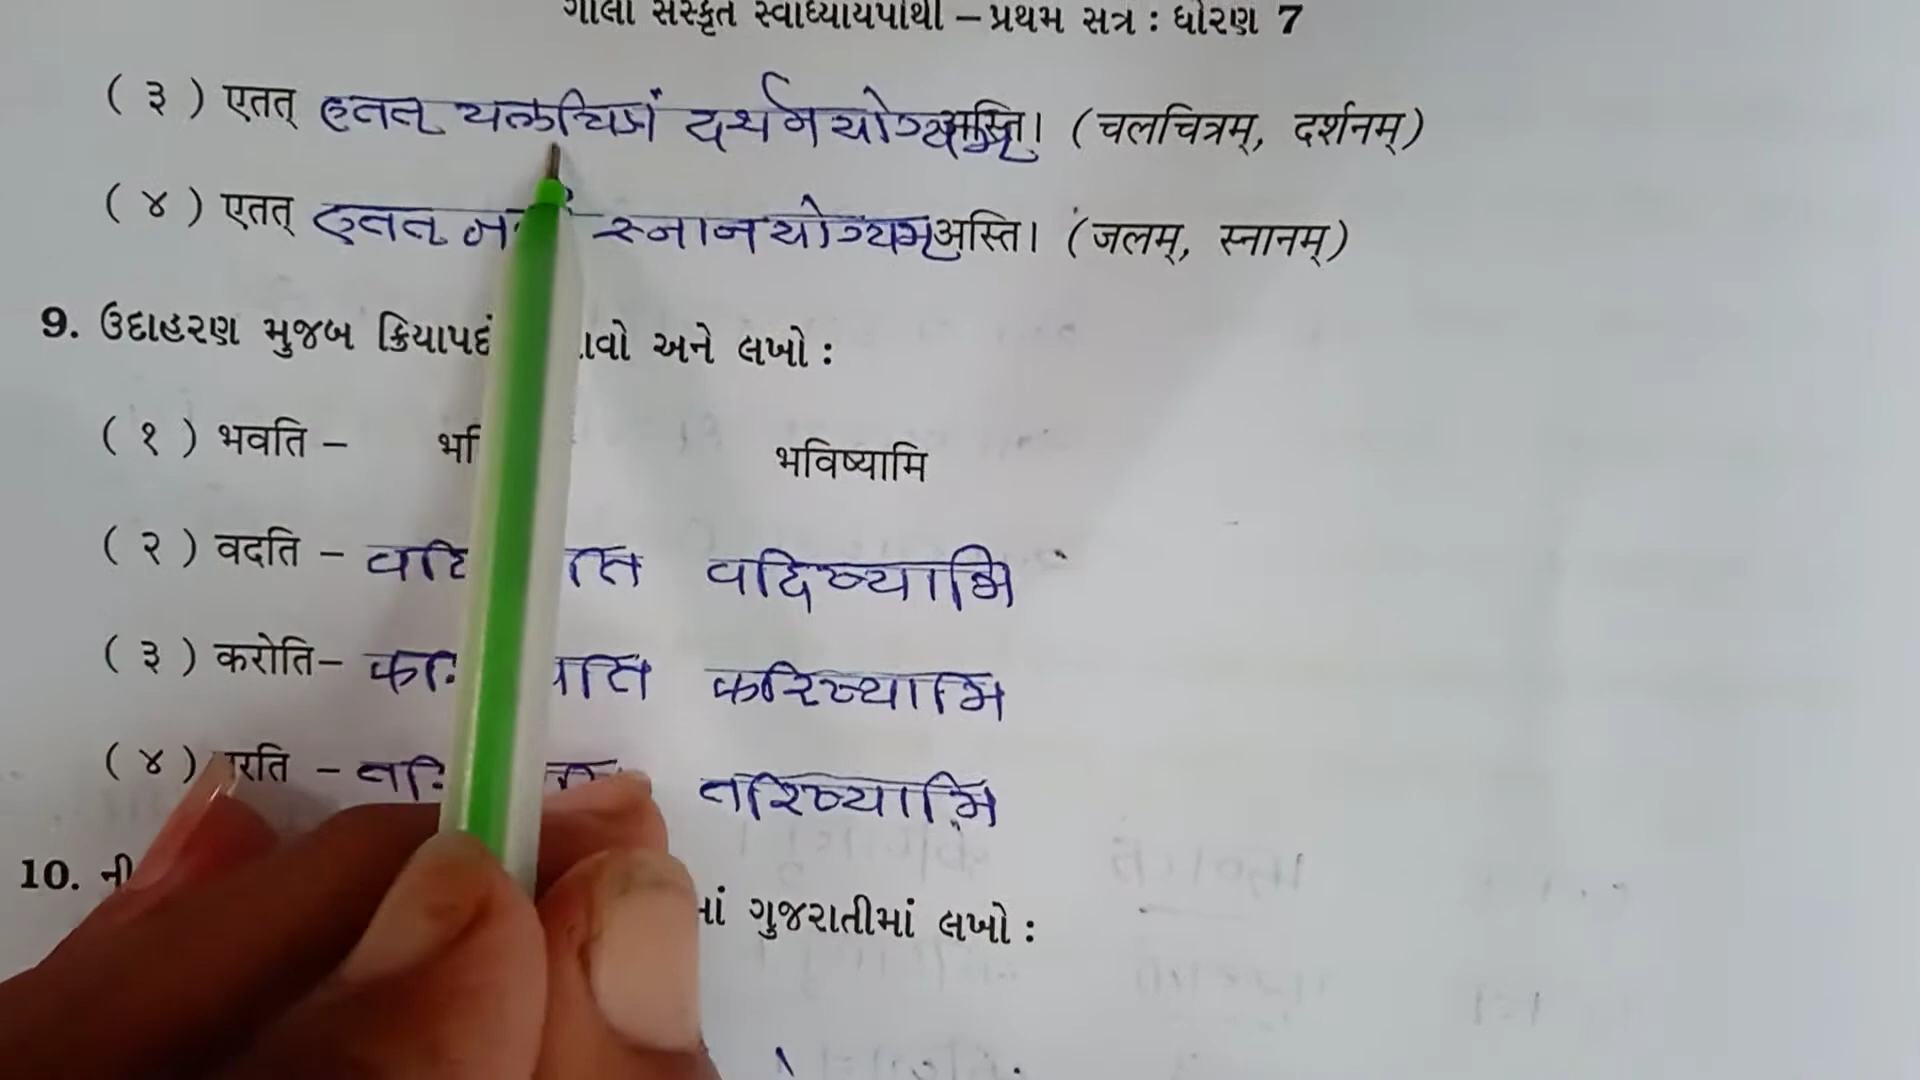 ગાલા સંસ્કૃત સ્વાધ્યાયપોથી – પ્રથમ સત્ર : ધોરણ 7
( ३ ) एतत् एतत् चलचित्रं दर्शनयोग्यम् अस्ति। (चलचित्रम्, दर्शनम्)
( ४ ) एतत् एतत् स्नानयोग्यम् अस्ति। (जलम्, स्नानम्)
9. ઉદાહરણ મુજબ અને લખો :
( १ ) भवति – भविष्यामि
( २ ) वदति – वदिष्यामि
( ३ ) करोति – करिष्यामि
( ४ ) – तरिष्यामि
10. ગુજરાતીમાં લખો :